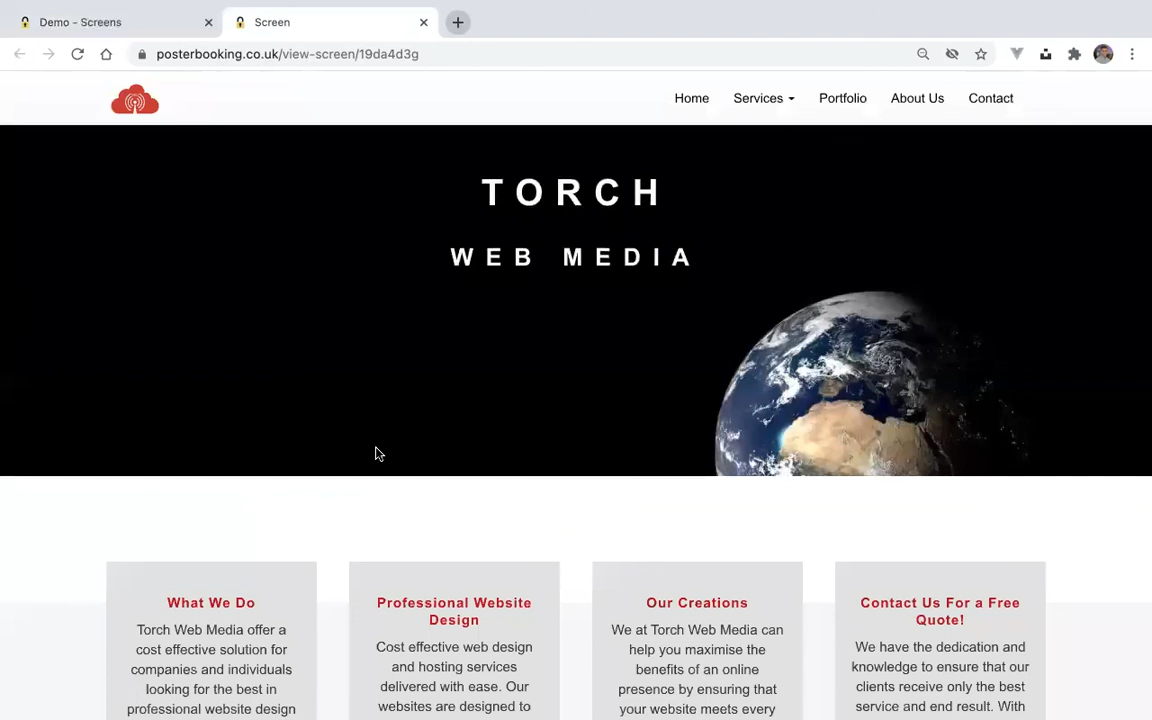 Demo - Screens
Screen
posterbooking.co.uk/view-screen/19da4d3g
Home Services Portfolio About Us Contact
TORCH
WEB MEDIA
What We Do
Torch Web Media offer a
cost effective solution for
companies and individuals
looking for the best in
professional website design
Professional Website
Design
Cost effective web design
and hosting services
delivered with ease. Our
websites are designed to
Our Creations
We at Torch Web Media can
help you maximise the
benefits of an online
presence by ensuring that
your website meets every
Contact Us For a Free
Quote!
We have the dedication and
knowledge to ensure that our
clients receive only the best
service and end result. With